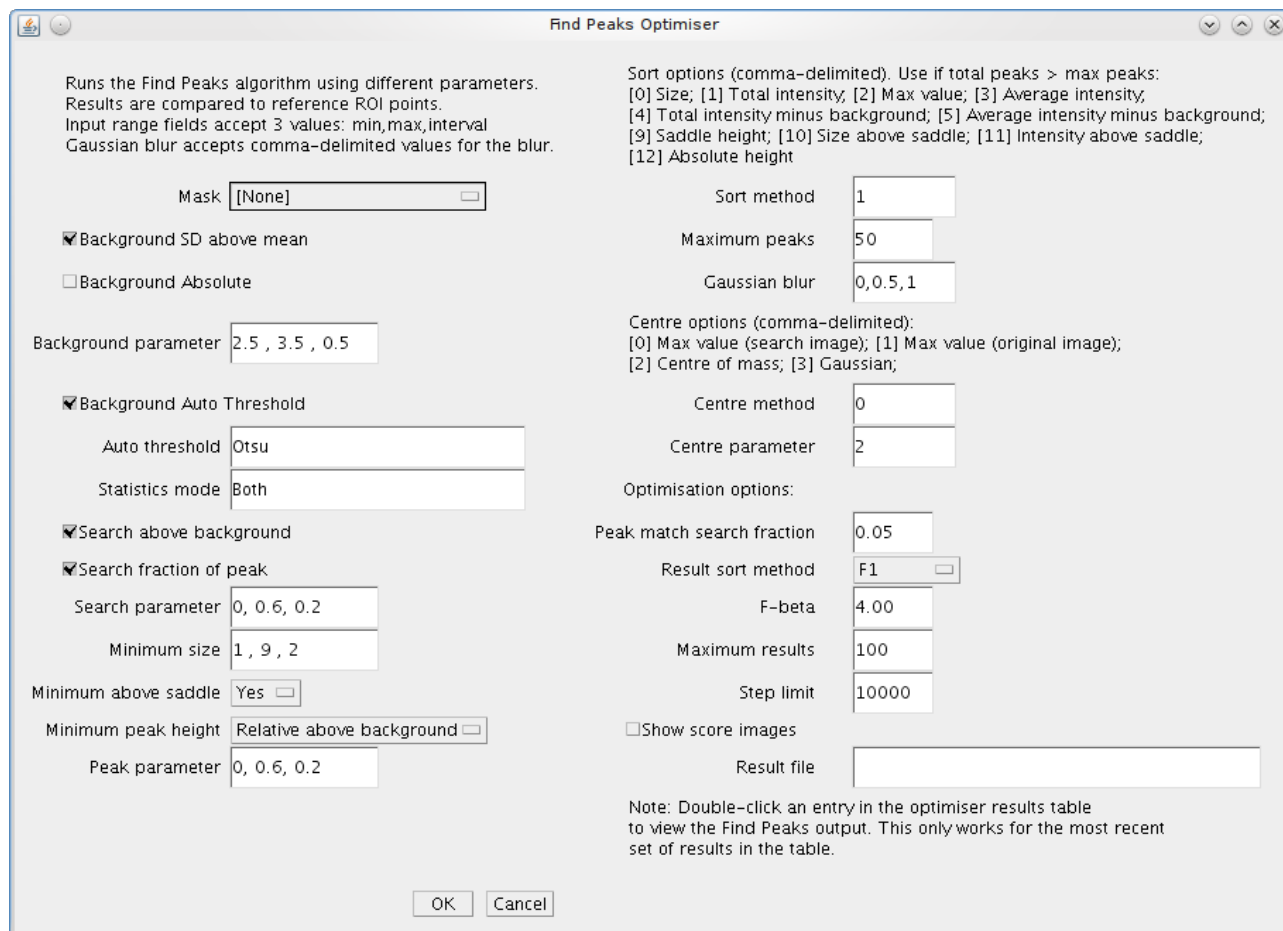 Find Peaks Optimiser
Runs the Find Peaks algorithm using different parameters.
Results are compared to reference ROI points.
Input range fields accept 3 values: min,max,interval
Gaussian blur accepts comma-delimited values for the blur.
Mask [None]
Background SD above mean
Background Absolute
Background parameter 2.5 , 3.5 , 0.5
Background Auto Threshold
Auto threshold Otsu
Statistics mode Both
Search above background
Search fraction of peak
Search parameter 0, 0.6, 0.2
Minimum size 1 , 9 , 2
Minimum above saddle Yes
Minimum peak height Relative above background
Peak parameter 0, 0.6, 0.2
Sort options (comma-delimited). Use if total peaks > max peaks:
[0] Size; [1] Total intensity; [2] Max value; [3] Average intensity;
[4] Total intensity minus background; [5] Average intensity minus background;
[9] Saddle height; [10] Size above saddle; [11] Intensity above saddle;
[12] Absolute height
Sort method 1
Maximum peaks 50
Gaussian blur 0,0.5,1
Centre options (comma-delimited):
[0] Max value (search image); [1] Max value (original image);
[2] Centre of mass; [3] Gaussian;
Centre method 0
Centre parameter 2
Optimisation options:
Peak match search fraction 0.05
Result sort method F1
F-beta 4.00
Maximum results 100
Step limit 10000
Show score images
Result file
Note: Double-click an entry in the optimiser results table
to view the Find Peaks output. This only works for the most recent
set of results in the table.
OK Cancel